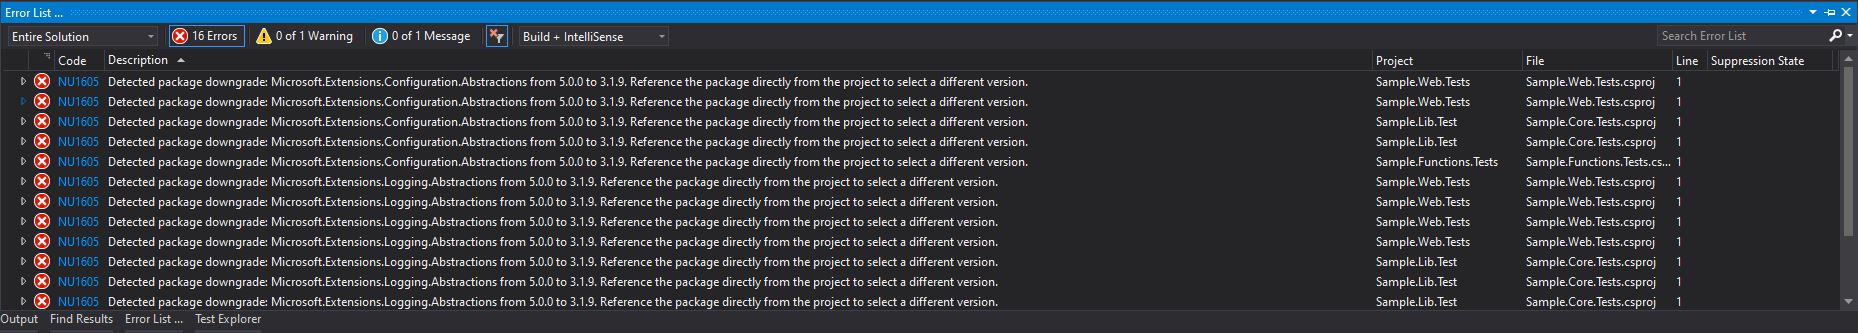 Error List ...
Entire Solution 16 Errors 0 of 1 Warning 0 of 1 Message Build + IntelliSense Search Error List
Code Description Project File Line Suppression State
NU1605 Detected package downgrade: Microsoft.Extensions.Configuration.Abstractions from 5.0.0 to 3.1.9. Reference the package directly from the project to select a different version. Sample.Web.Tests Sample.Web.Tests.csproj 1
NU1605 Detected package downgrade: Microsoft.Extensions.Configuration.Abstractions from 5.0.0 to 3.1.9. Reference the package directly from the project to select a different version. Sample.Web.Tests Sample.Web.Tests.csproj 1
NU1605 Detected package downgrade: Microsoft.Extensions.Configuration.Abstractions from 5.0.0 to 3.1.9. Reference the package directly from the project to select a different version. Sample.Lib.Test Sample.Core.Tests.csproj 1
NU1605 Detected package downgrade: Microsoft.Extensions.Configuration.Abstractions from 5.0.0 to 3.1.9. Reference the package directly from the project to select a different version. Sample.Lib.Test Sample.Core.Tests.csproj 1
NU1605 Detected package downgrade: Microsoft.Extensions.Configuration.Abstractions from 5.0.0 to 3.1.9. Reference the package directly from the project to select a different version. Sample.Functions.Tests Sample.Functions.Tests.cs... 1
NU1605 Detected package downgrade: Microsoft.Extensions.Logging.Abstractions from 5.0.0 to 3.1.9. Reference the package directly from the project to select a different version. Sample.Web.Tests Sample.Web.Tests.csproj 1
NU1605 Detected package downgrade: Microsoft.Extensions.Logging.Abstractions from 5.0.0 to 3.1.9. Reference the package directly from the project to select a different version. Sample.Web.Tests Sample.Web.Tests.csproj 1
NU1605 Detected package downgrade: Microsoft.Extensions.Logging.Abstractions from 5.0.0 to 3.1.9. Reference the package directly from the project to select a different version. Sample.Web.Tests Sample.Web.Tests.csproj 1
NU1605 Detected package downgrade: Microsoft.Extensions.Logging.Abstractions from 5.0.0 to 3.1.9. Reference the package directly from the project to select a different version. Sample.Web.Tests Sample.Web.Tests.csproj 1
NU1605 Detected package downgrade: Microsoft.Extensions.Logging.Abstractions from 5.0.0 to 3.1.9. Reference the package directly from the project to select a different version. Sample.Lib.Test Sample.Core.Tests.csproj 1
NU1605 Detected package downgrade: Microsoft.Extensions.Logging.Abstractions from 5.0.0 to 3.1.9. Reference the package directly from the project to select a different version. Sample.Lib.Test Sample.Core.Tests.csproj 1
NU1605 Detected package downgrade: Microsoft.Extensions.Logging.Abstractions from 5.0.0 to 3.1.9. Reference the package directly from the project to select a different version. Sample.Lib.Test Sample.Core.Tests.csproj 1
Output Find Results Error List ... Test Explorer